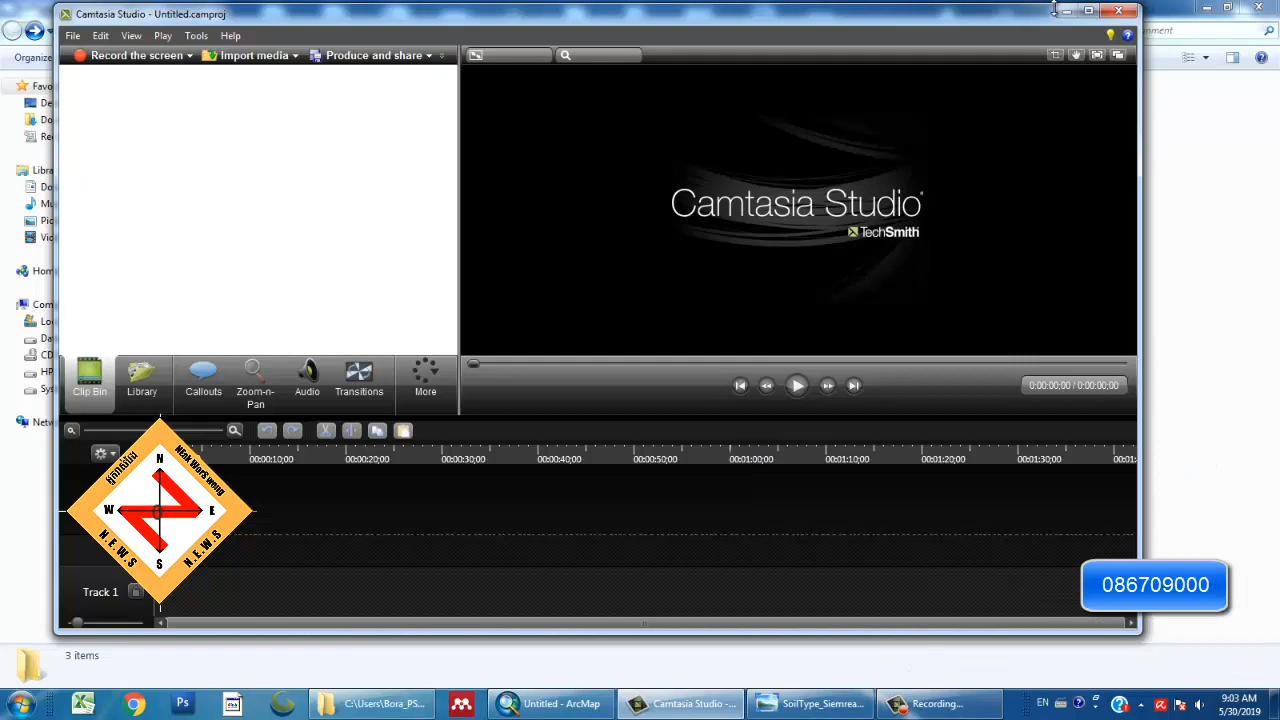 Camtasia Studio - Untitled.camproj
File Edit View Play Tools Help
Organize
Record the screen Import media Produce and share »
Camtasia Studio
TechSmith
Clip Bin Library Callouts Zoom-n-Pan Audio Transitions More
0:00:00;00 / 0:00:00;00
00:00:10;00 00:00:20;00 00:00:30;00 00:00:40;00 00:00:50;00 00:01:00;00 00:01:10;00 00:01:20;00 00:01:30;00
N
W E
S
N.E.W.S N.E.W.S
Track 1
086709000
3 items
C:\Users\Bora_PS... Untitled - ArcMap Camtasia Studio -... SoilType_Siemrea... Recording...
EN 9:03 AM
5/30/2019